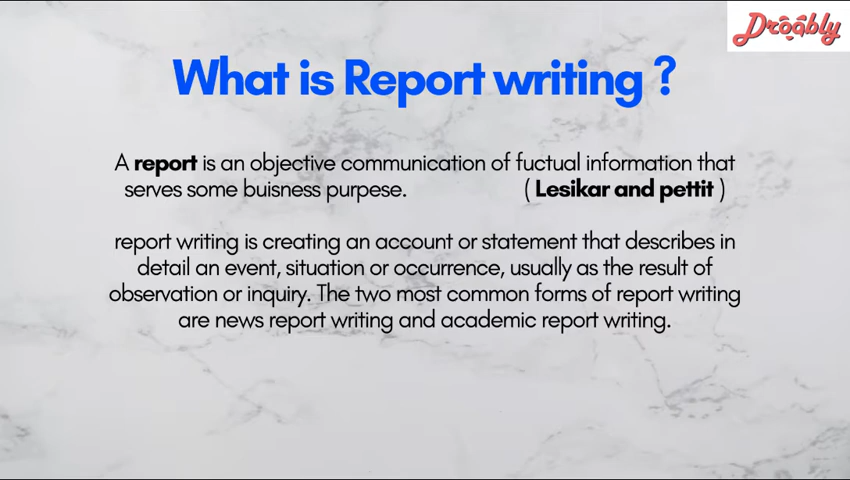 Droobly
What is Report writing ?
A report is an objective communication of fuctual information that
serves some buisness purpese. ( Lesikar and pettit )
report writing is creating an account or statement that describes in
detail an event, situation or occurrence, usually as the result of
observation or inquiry. The two most common forms of report writing
are news report writing and academic report writing.